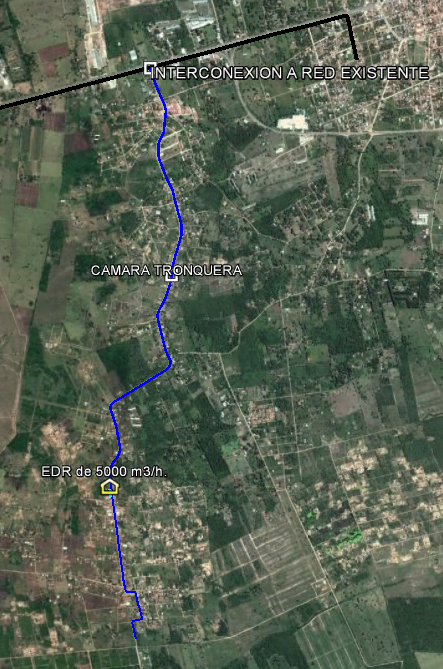 INTERCONEXION A RED EXISTENTE
CAMARA TRONQUERA
EDR de 5000 m3/h.